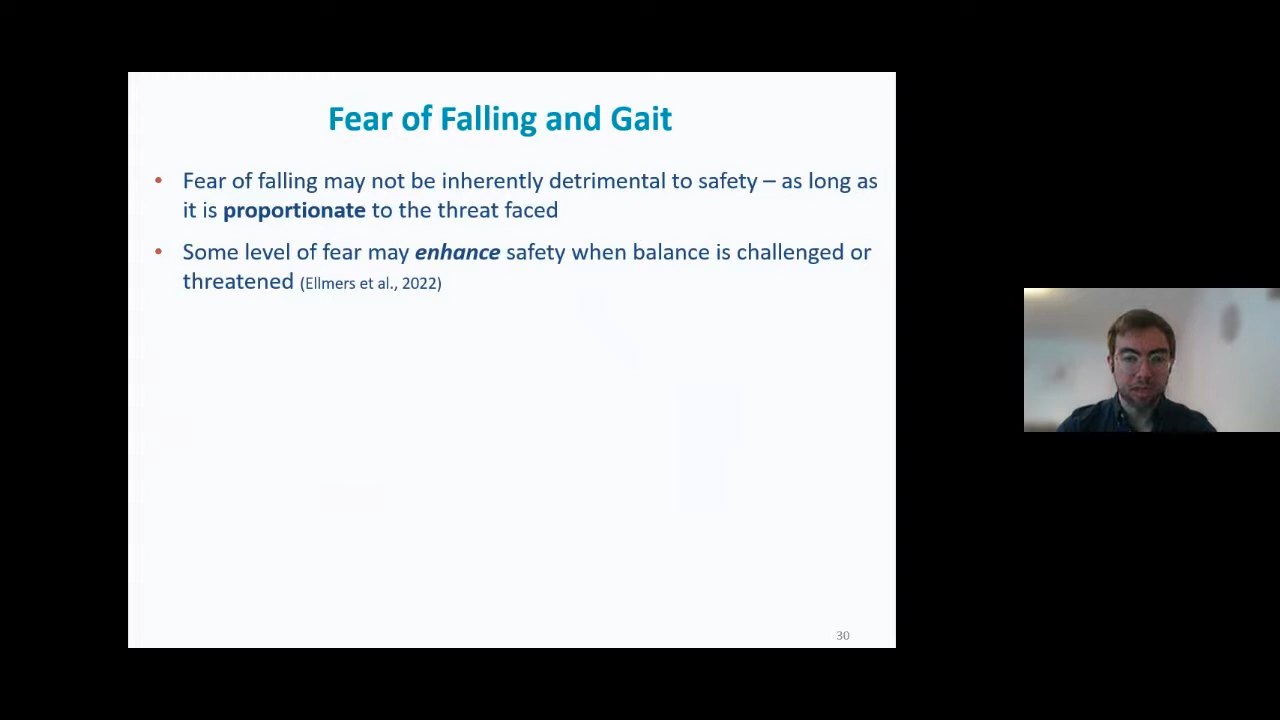 Fear of Falling and Gait
• Fear of falling may not be inherently detrimental to safety – as long as
it is proportionate to the threat faced
• Some level of fear may enhance safety when balance is challenged or
threatened (Ellmers et al., 2022)
30